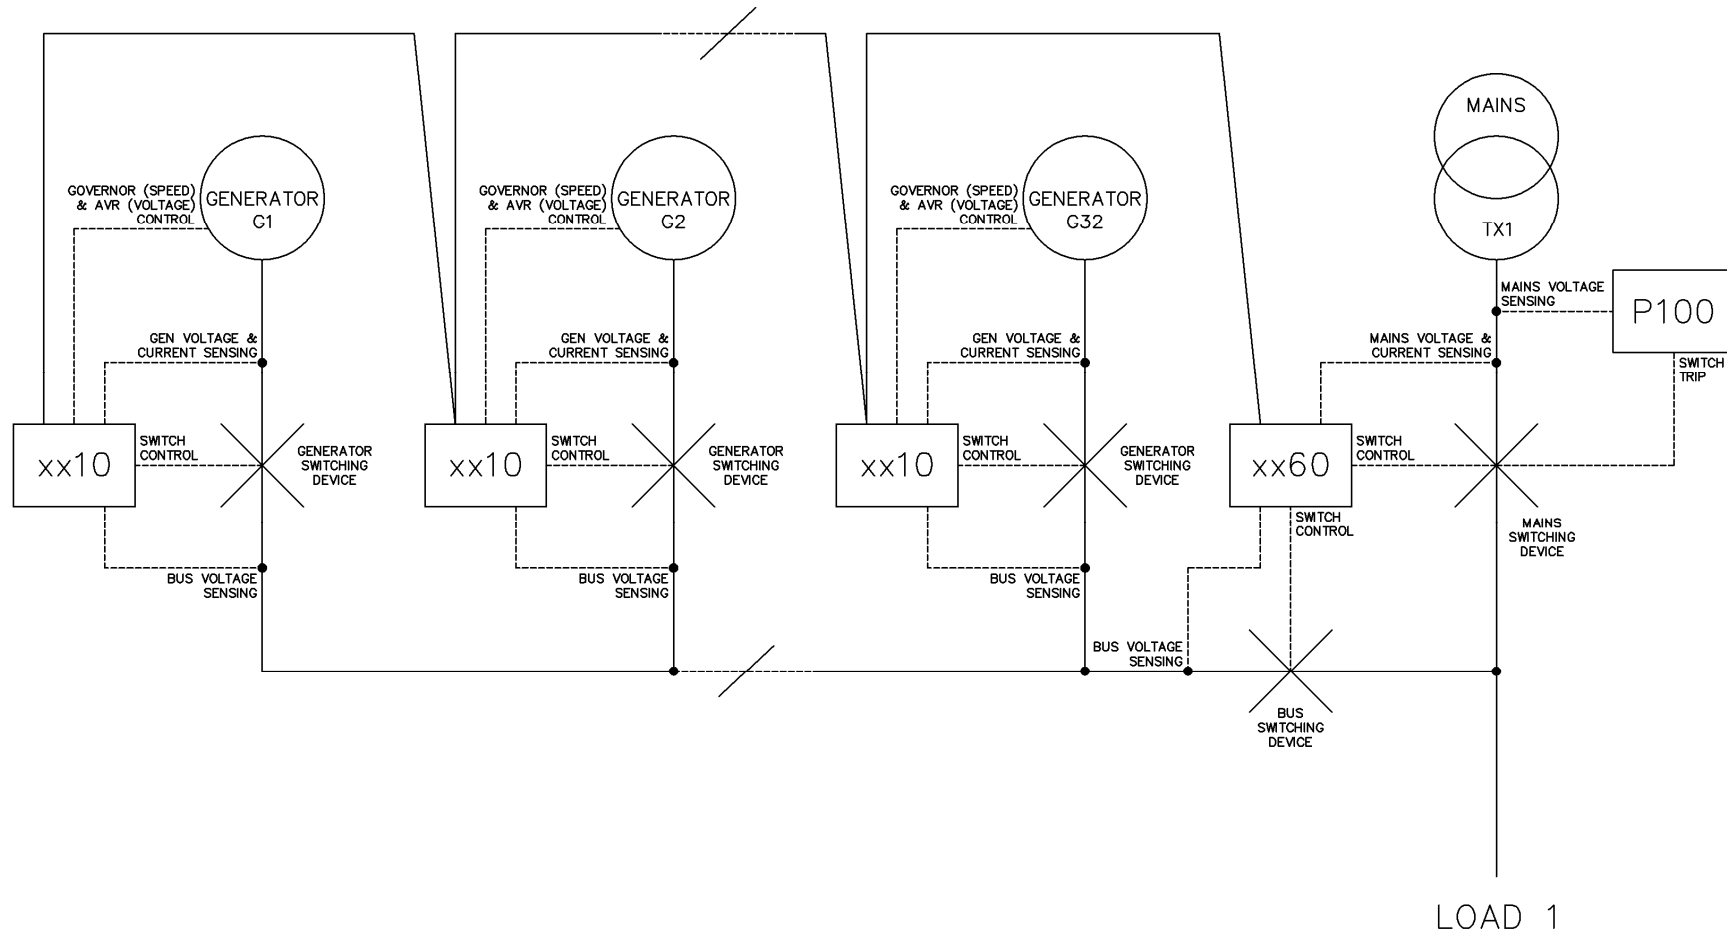 MAINS
TX1
GOVERNOR (SPEED)
& AVR (VOLTAGE)
CONTROL
GENERATOR
G1
GOVERNOR (SPEED)
& AVR (VOLTAGE)
CONTROL
GENERATOR
G2
GOVERNOR (SPEED)
& AVR (VOLTAGE)
CONTROL
GENERATOR
G32
MAINS VOLTAGE
SENSING
P100
SWITCH
TRIP
GEN VOLTAGE &
CURRENT SENSING
GEN VOLTAGE &
CURRENT SENSING
GEN VOLTAGE &
CURRENT SENSING
MAINS VOLTAGE &
CURRENT SENSING
xx10
SWITCH
CONTROL
GENERATOR
SWITCHING
DEVICE
xx10
SWITCH
CONTROL
GENERATOR
SWITCHING
DEVICE
xx10
SWITCH
CONTROL
GENERATOR
SWITCHING
DEVICE
xx60
SWITCH
CONTROL
SWITCH
CONTROL
MAINS
SWITCHING
DEVICE
BUS VOLTAGE
SENSING
BUS VOLTAGE
SENSING
BUS VOLTAGE
SENSING
BUS VOLTAGE
SENSING
BUS
SWITCHING
DEVICE
LOAD 1